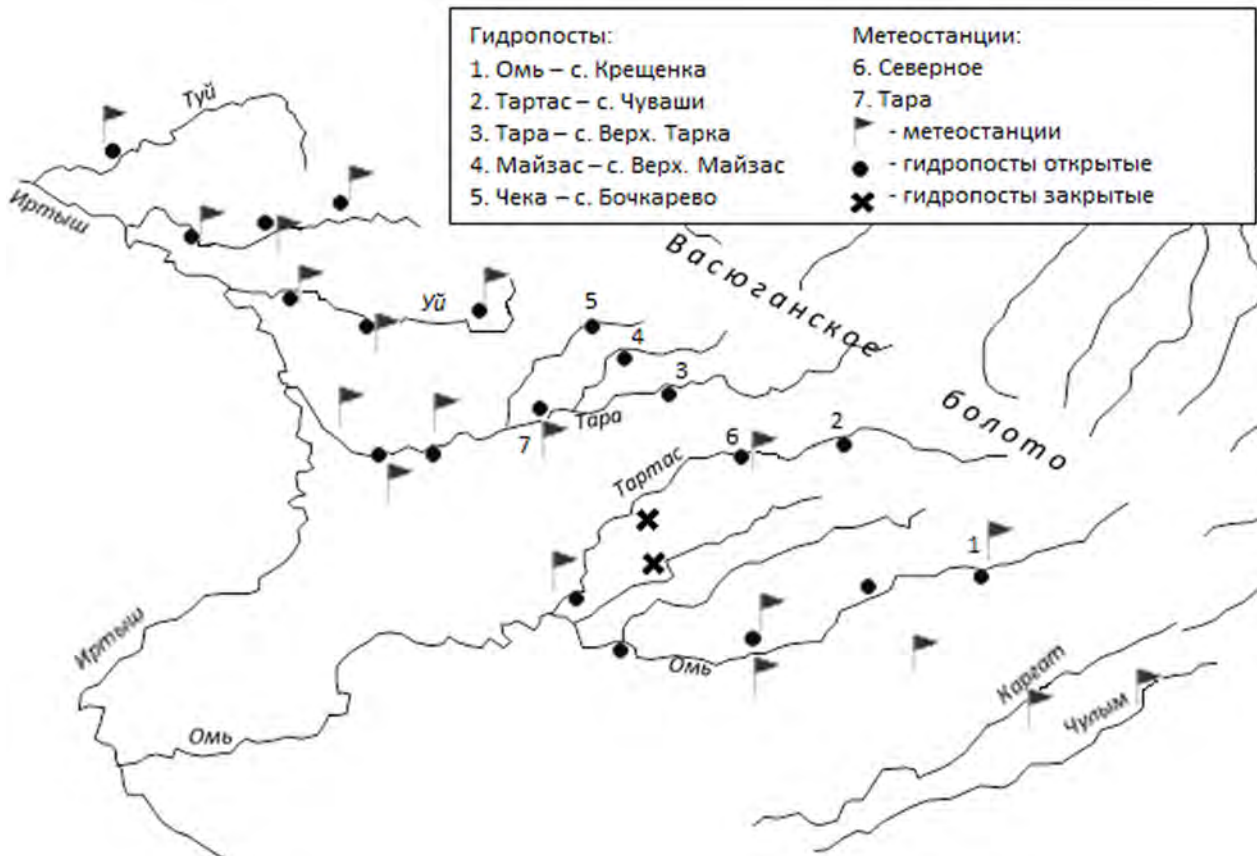 Гидропосты:
1. Омь – с. Крещенка
2. Тартас – с. Чуваши
3. Тара – с. Верх. Тарка
4. Майзас – с. Верх. Майзас
5. Чека – с. Бочкарево
Метеостанции:
6. Северное
7. Тара
- метеостанции
- гидропосты открытые
- гидропосты закрытые
Туй
Иртыш
Васюганское
Уй
5
4
3
7
Тара
болото
6
2
Тартас
1
Иртыш
Омь
Каргат
Чулым
Омь